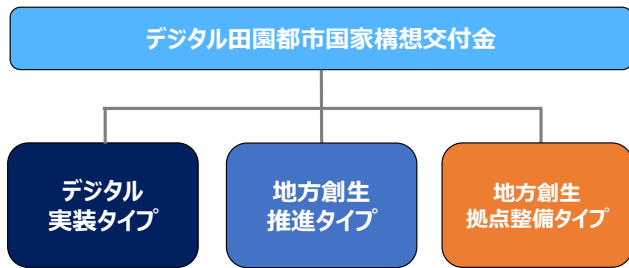 デジタル田園都市国家構想交付金
デジタル
実装タイプ
地方創生
推進タイプ
地方創生
拠点整備タイプ